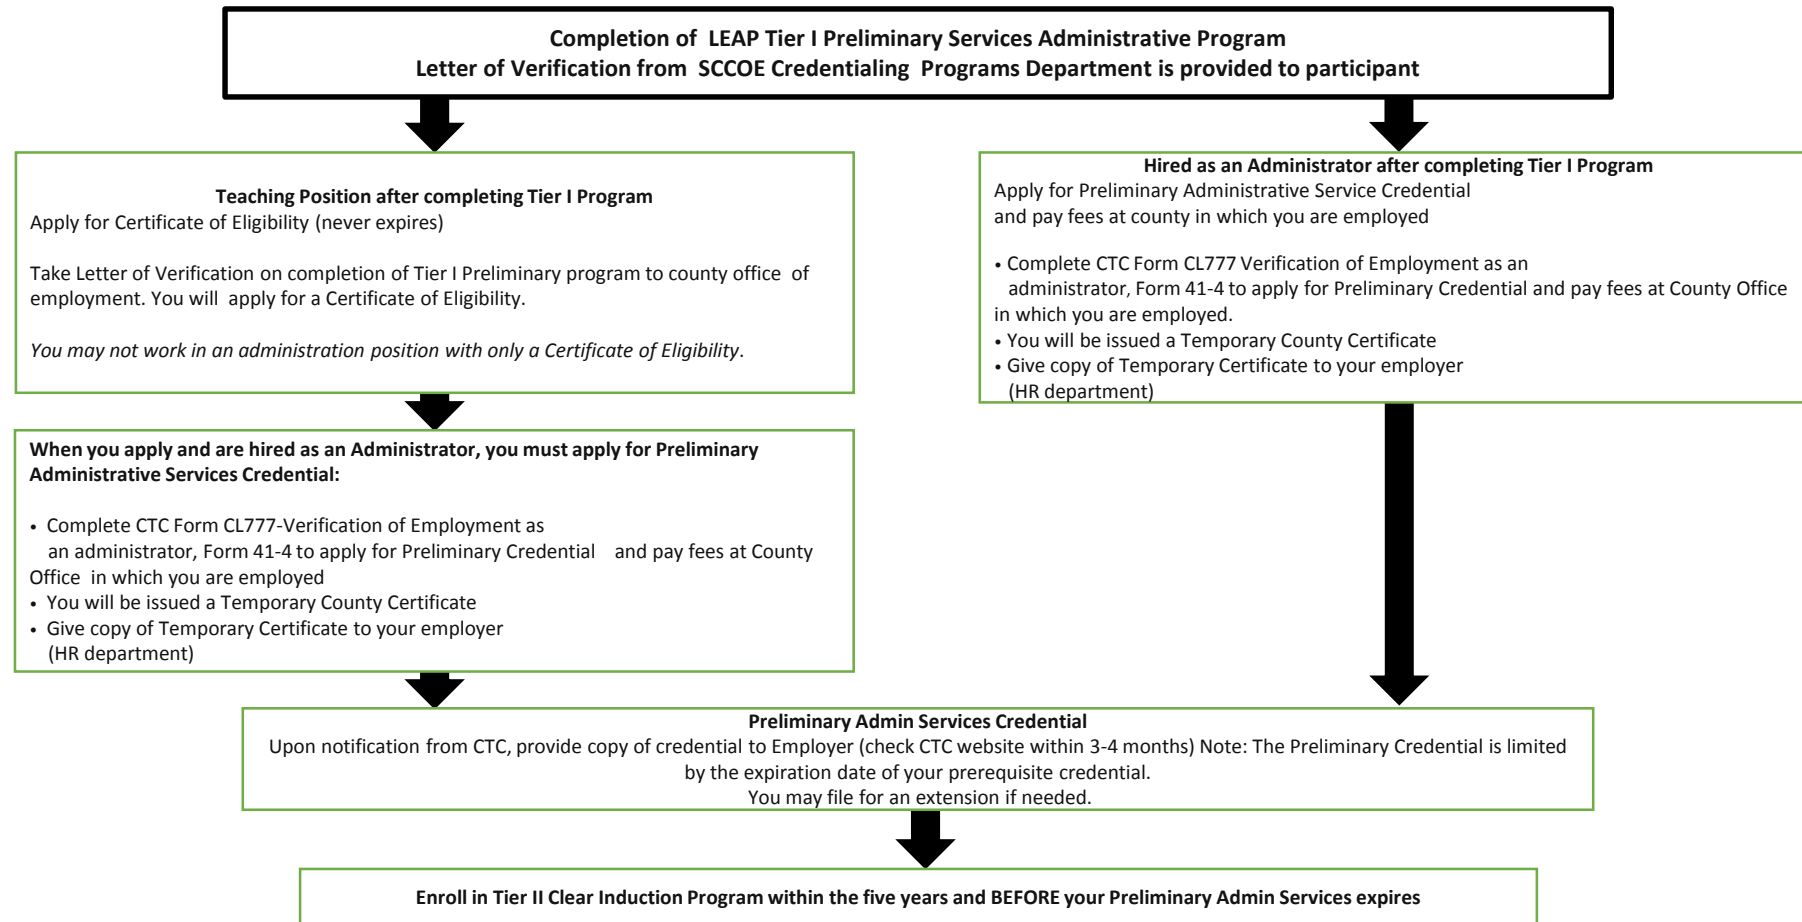 Completion of LEAP Tier I Preliminary Services Administrative Program
Letter of Verification from SCCOE Credentialing Programs Department is provided to participant
Teaching Position after completing Tier I Program
Apply for Certificate of Eligibility (never expires)
Take Letter of Verification on completion of Tier I Preliminary program to county office of
employment. You will apply for a Certificate of Eligibility.
You may not work in an administration position with only a Certificate of Eligibility.
Hired as an Administrator after completing Tier I Program
Apply for Preliminary Administrative Service Credential
and pay fees at county in which you are employed
• Complete CTC Form CL777 Verification of Employment as an
administrator, Form 41-4 to apply for Preliminary Credential and pay fees at County Office
in which you are employed.
• You will be issued a Temporary County Certificate
• Give copy of Temporary Certificate to your employer
(HR department)
When you apply and are hired as an Administrator, you must apply for Preliminary
Administrative Services Credential:
• Complete CTC Form CL777-Verification of Employment as
an administrator, Form 41-4 to apply for Preliminary Credential and pay fees at County
Office in which you are employed
• You will be issued a Temporary County Certificate
• Give copy of Temporary Certificate to your employer
(HR department)
Preliminary Admin Services Credential
Upon notification from CTC, provide copy of credential to Employer (check CTC website within 3-4 months) Note: The Preliminary Credential is limited
by the expiration date of your prerequisite credential.
You may file for an extension if needed.
Enroll in Tier II Clear Induction Program within the five years and BEFORE your Preliminary Admin Services expires